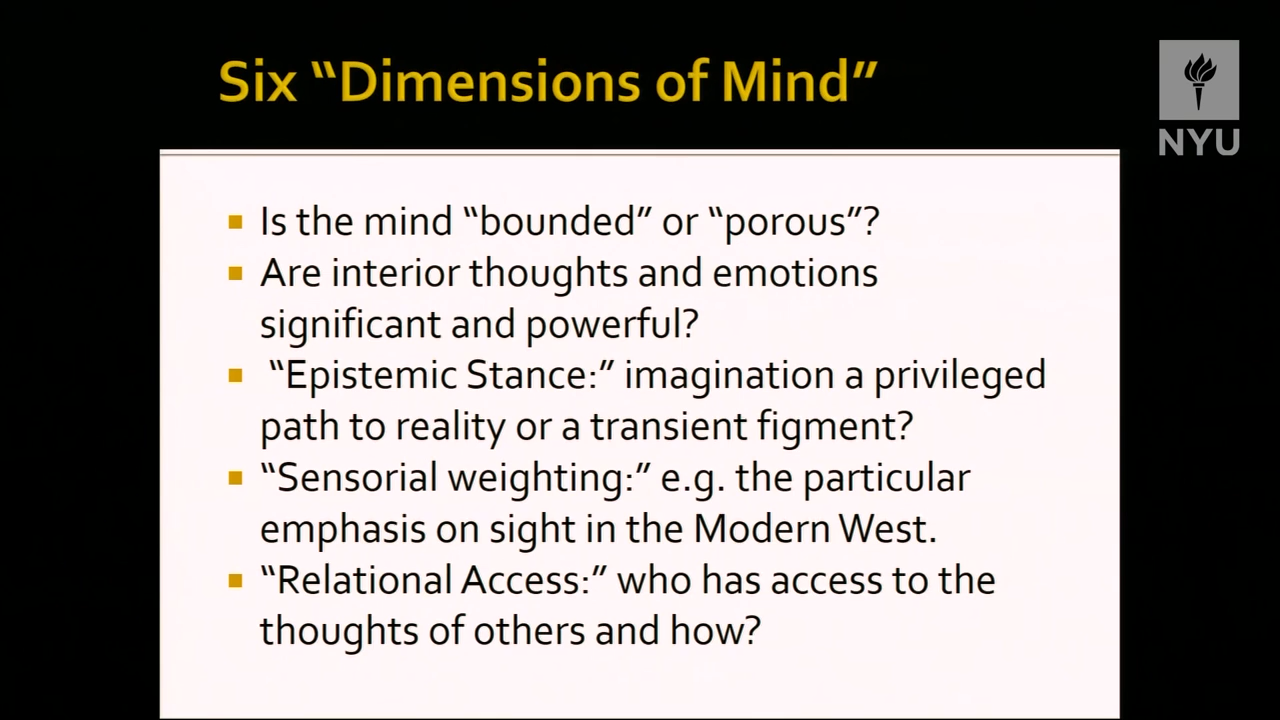 Six “Dimensions of Mind”
NYU
Is the mind “bounded” or “porous”?
Are interior thoughts and emotions
significant and powerful?
“Epistemic Stance:” imagination a privileged
path to reality or a transient figment?
“Sensorial weighting:” e.g. the particular
emphasis on sight in the Modern West.
“Relational Access:” who has access to the
thoughts of others and how?